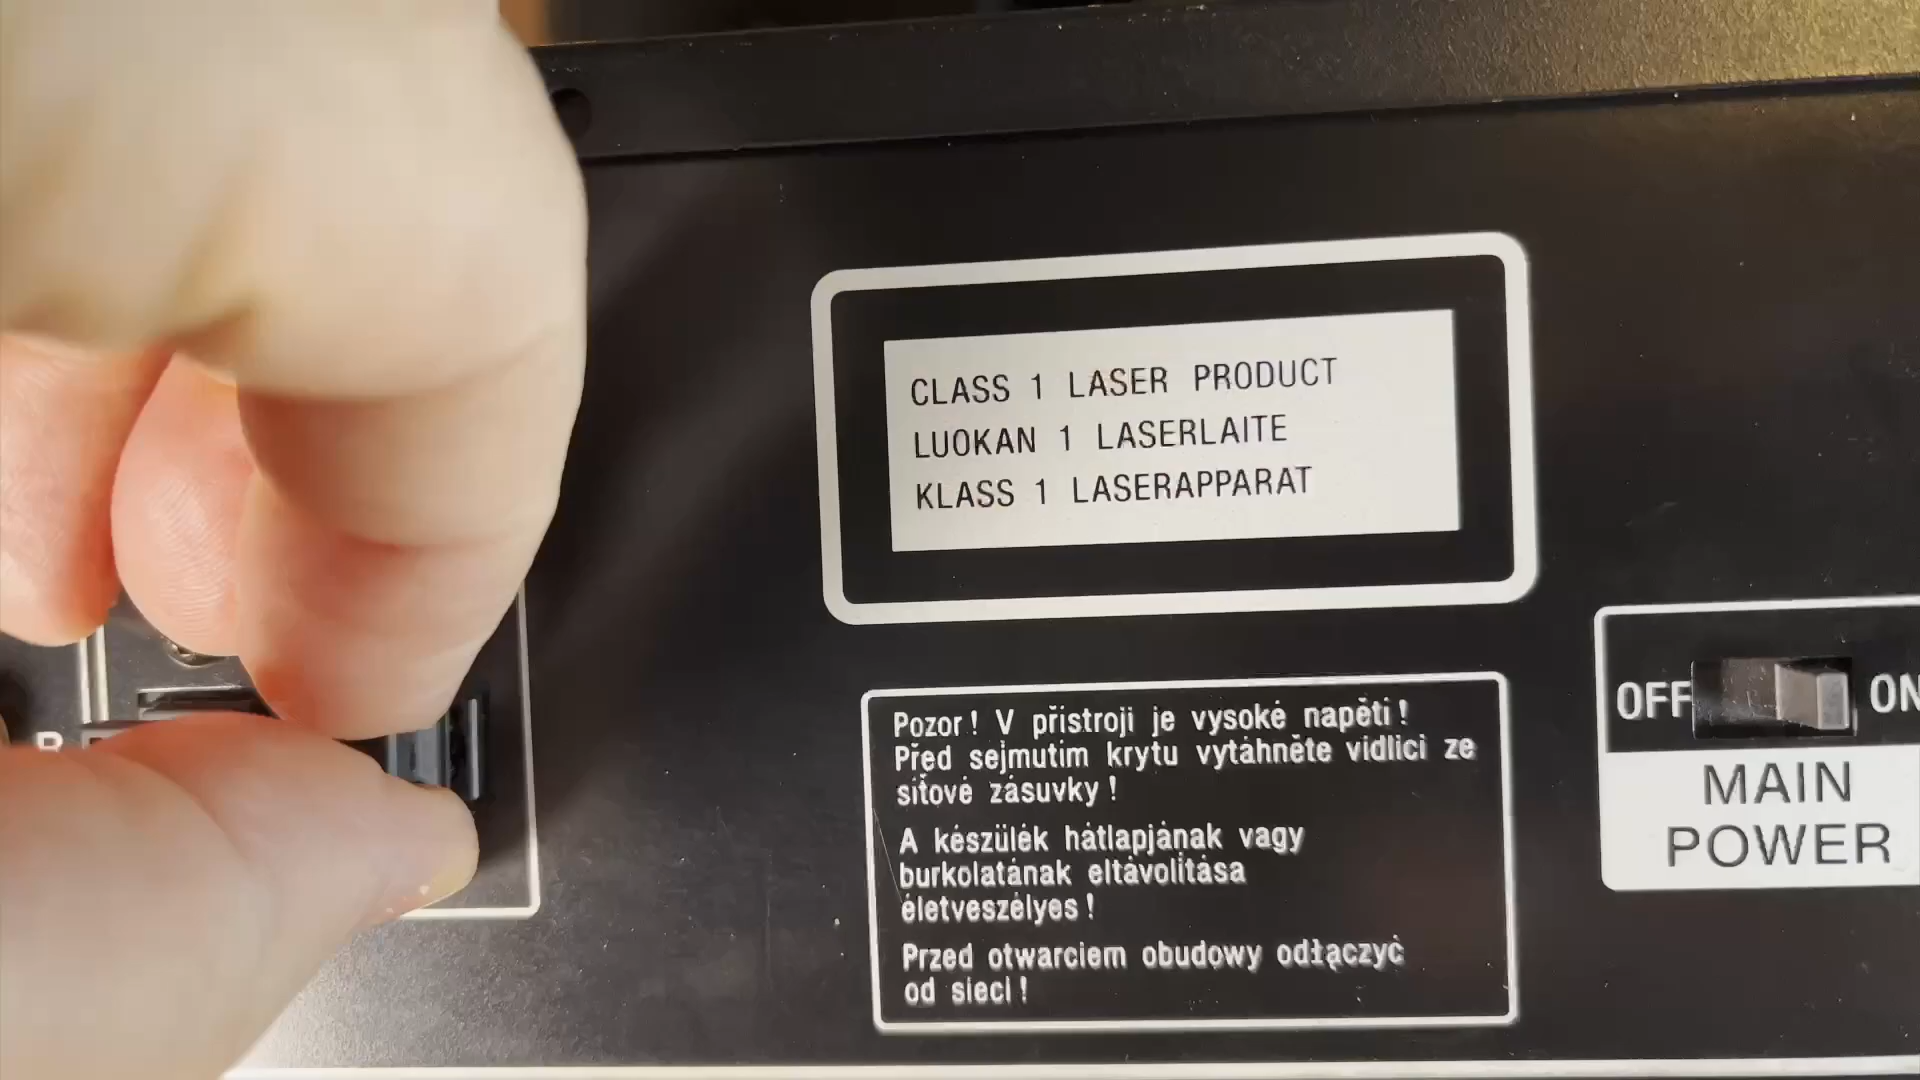 CLASS 1 LASER PRODUCT
LUOKAN 1 LASERLAITE
KLASS 1 LASERAPPARAT
OFF ON
MAIN
POWER
R
Pozor! V přístroji je vysoké napětí!
Před sejmutím krytu vytáhněte vidlici ze
síťové zásuvky!
A készülék hátlapjának vagy
burkolatának eltávolítása
életveszélyes!
Przed otwarciem obudowy odłączyć
od sieci!